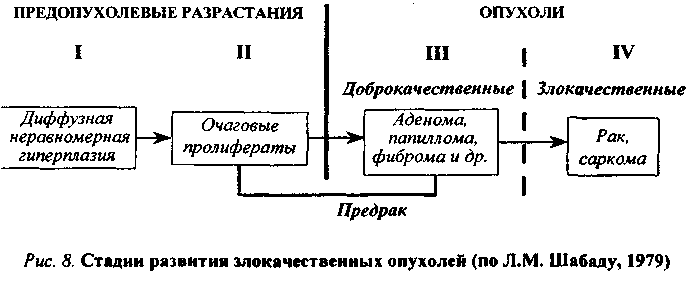 ПРЕДОПУХОЛЕВЫЕ РАЗРАСТАНИЯ
ОПУХОЛИ
I
II
III
IV
Доброкачественные
Злокачественные
Диффузная
неравномерная
гиперплазия
Очаговые
пролифераты
Аденома,
папиллома,
фиброма и др.
Рак,
саркома
Предрак
Рис. 8. Стадии развития злокачественных опухолей (по Л.М. Шабаду, 1979)